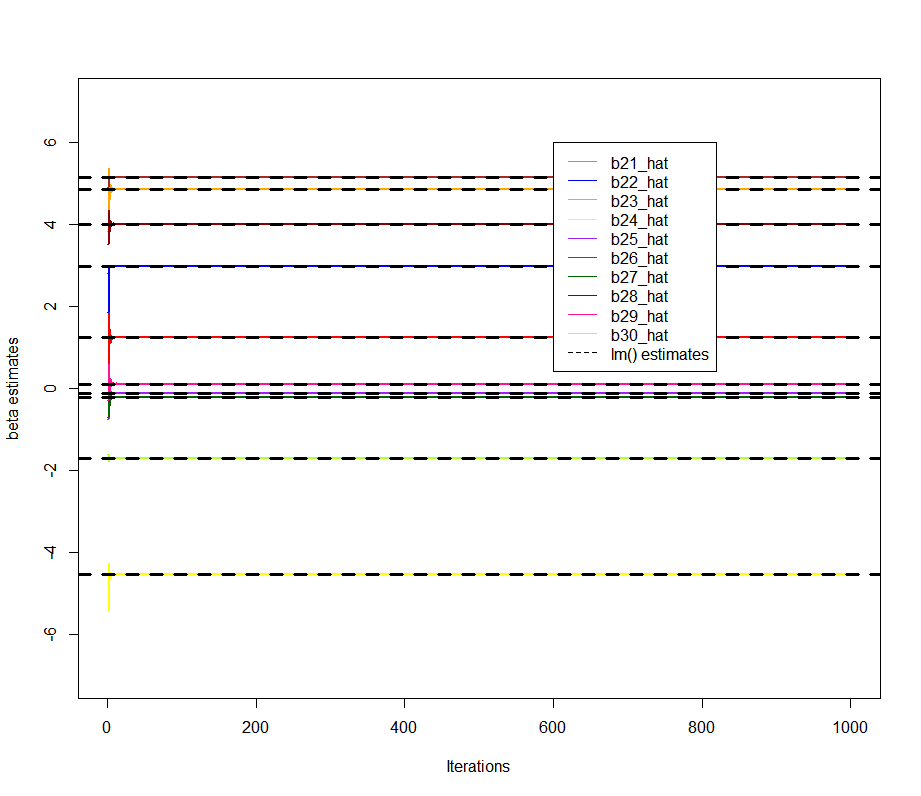 6
4
2
0
-2
-4
-6
beta estimates
b21_hat
b22_hat
b23_hat
b24_hat
b25_hat
b26_hat
b27_hat
b28_hat
b29_hat
b30_hat
lm() estimates
0 200 400 600 800 1000
Iterations